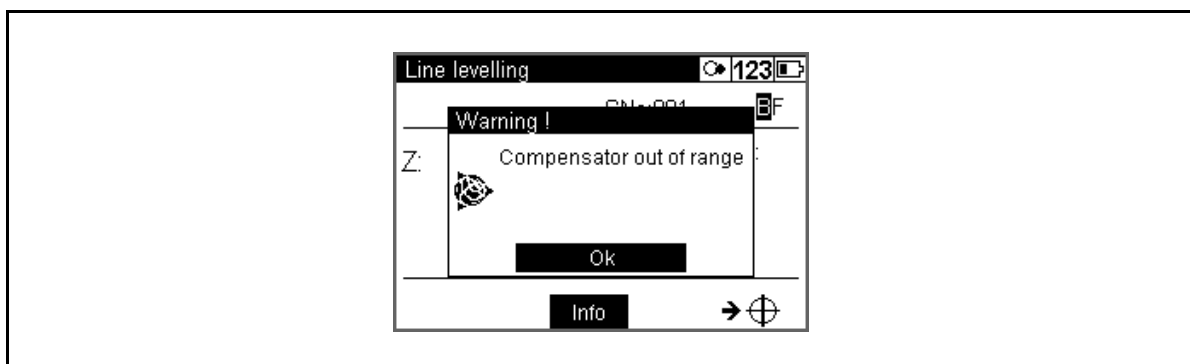 Line levelling 123
BF
Warning !
Z: Compensator out of range :
Ok
Info